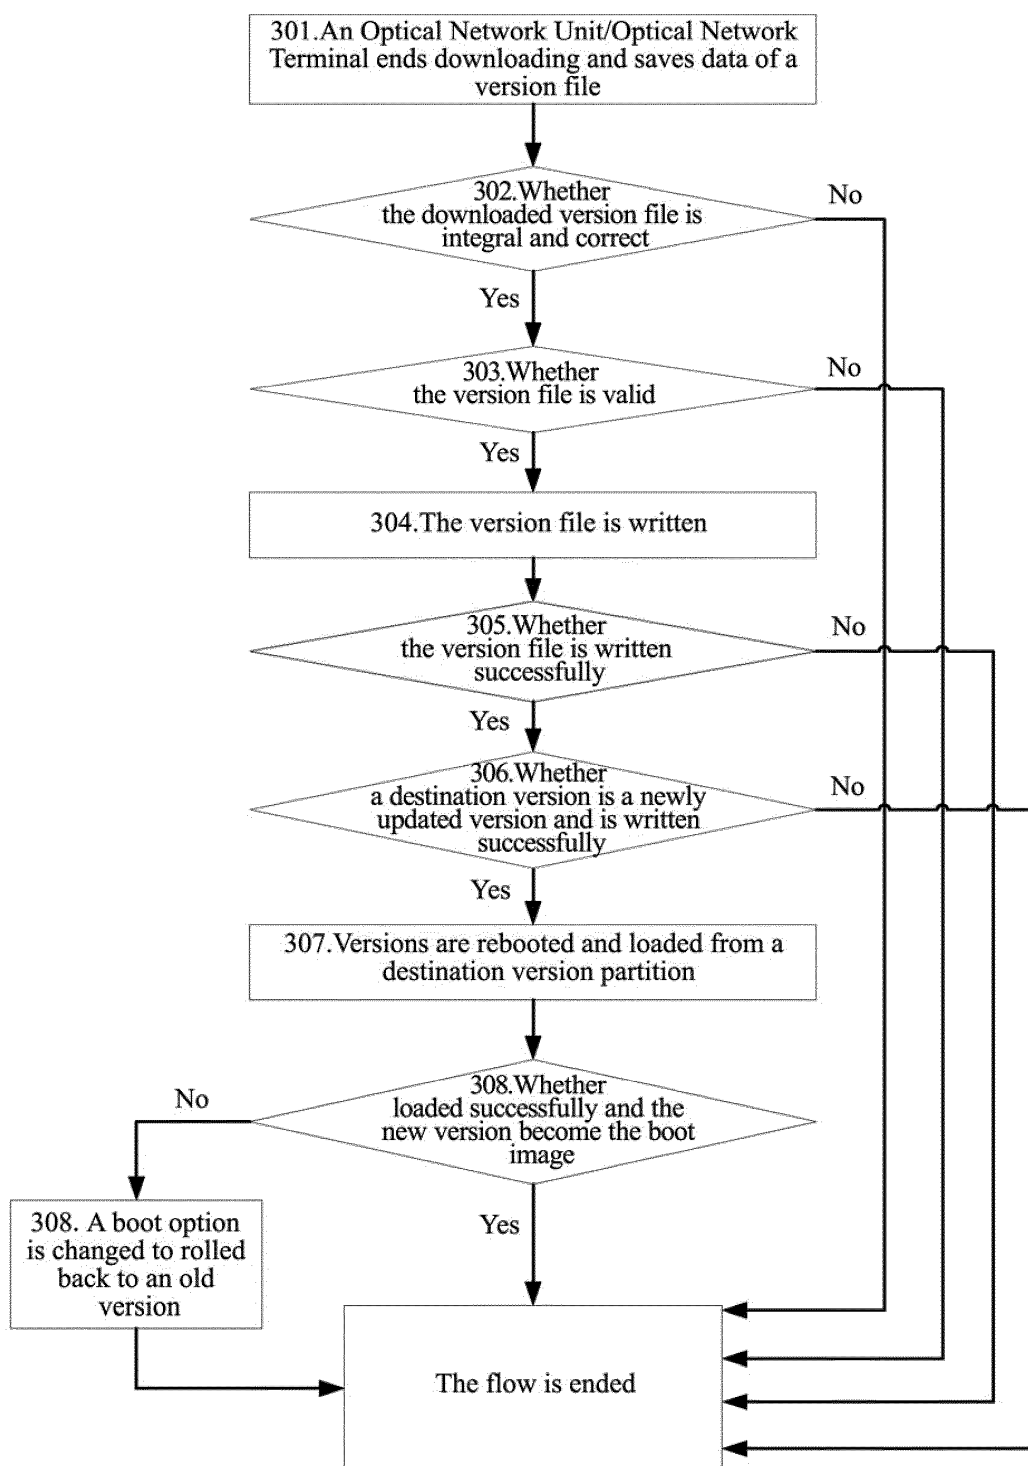 301.An Optical Network Unit/Optical Network
Terminal ends downloading and saves data of a
version file
302.Whether
the downloaded version file is
integral and correct
No
Yes
303.Whether
the version file is valid
No
Yes
304.The version file is written
305.Whether
the version file is written
successfully
No
Yes
306.Whether
a destination version is a newly
updated version and is written
successfully
No
Yes
307.Versions are rebooted and loaded from a
destination version partition
308.Whether
loaded successfully and the
new version become the boot
image
No
Yes
308. A boot option
is changed to rolled
back to an old
version
The flow is ended